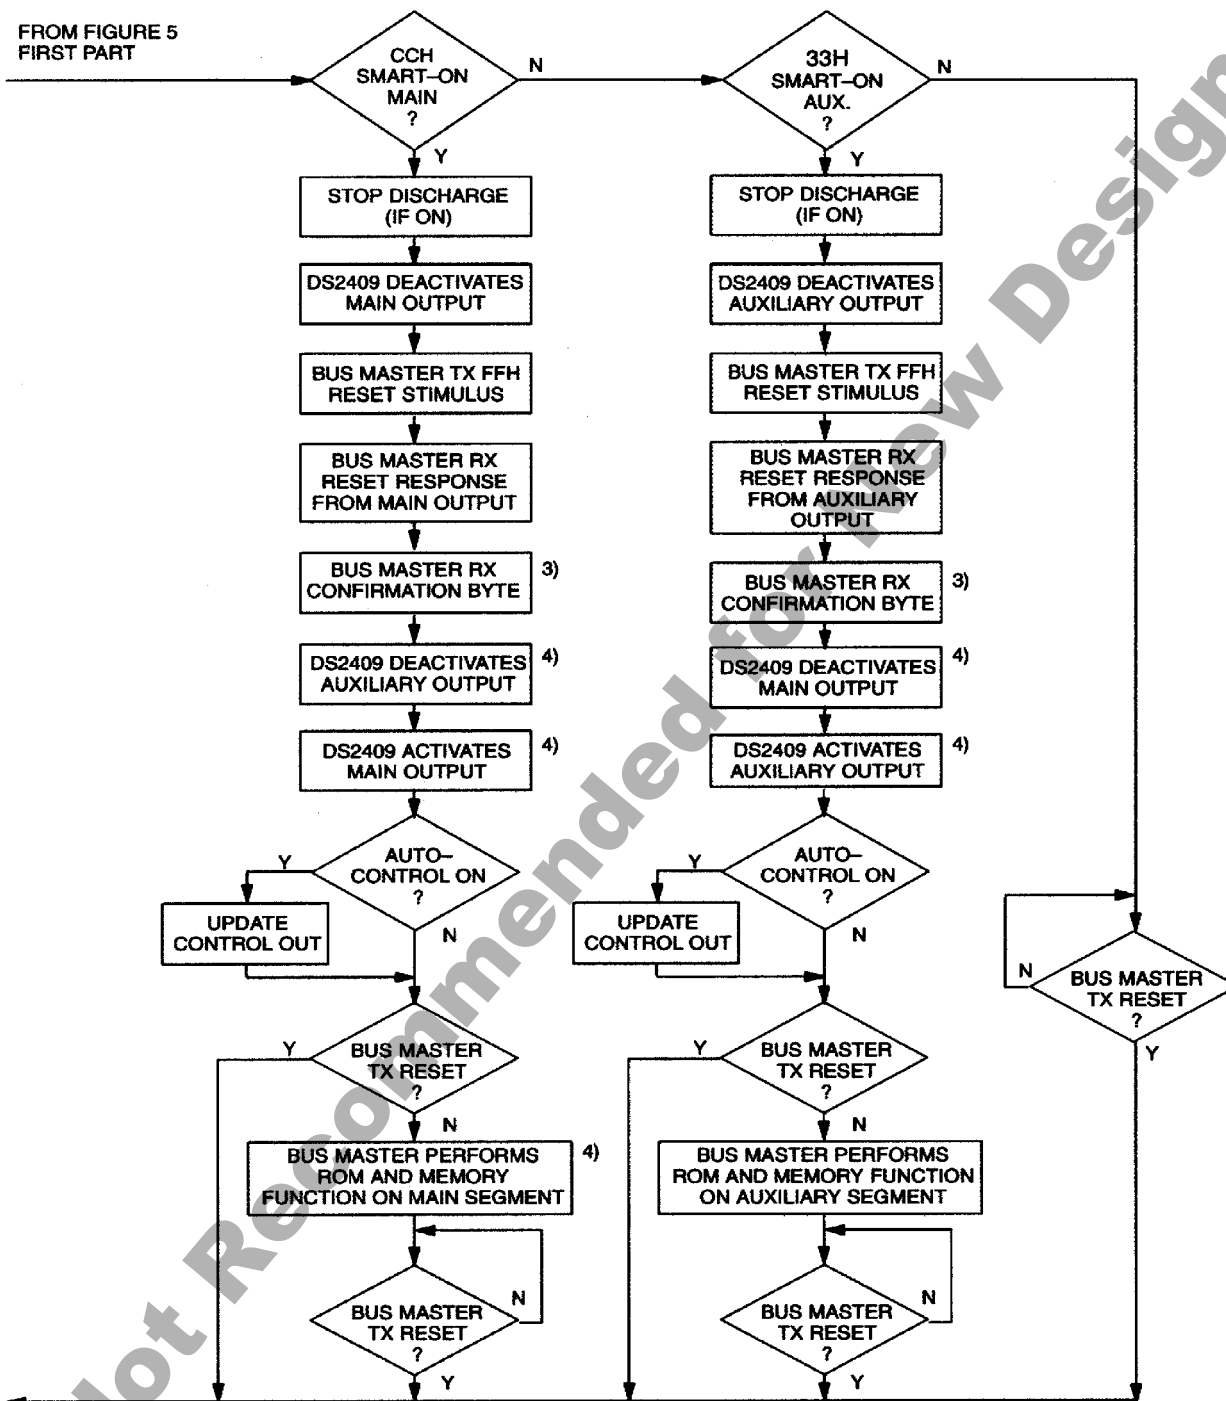 FROM FIGURE 5
FIRST PART
CCH
SMART–ON
MAIN
?
N
Y
STOP DISCHARGE
(IF ON)
DS2409 DEACTIVATES
MAIN OUTPUT
BUS MASTER TX FFH
RESET STIMULUS
BUS MASTER RX
RESET RESPONSE
FROM MAIN OUTPUT
BUS MASTER RX
CONFIRMATION BYTE
3)
DS2409 DEACTIVATES
AUXILIARY OUTPUT
4)
DS2409 ACTIVATES
MAIN OUTPUT
4)
AUTO–
CONTROL ON
?
Y
N
UPDATE
CONTROL OUT
BUS MASTER
TX RESET
?
Y
N
BUS MASTER PERFORMS
ROM AND MEMORY
FUNCTION ON MAIN SEGMENT
4)
BUS MASTER
TX RESET
?
N
Y
33H
SMART–ON
AUX.
?
N
Y
STOP DISCHARGE
(IF ON)
DS2409 DEACTIVATES
AUXILIARY OUTPUT
BUS MASTER TX FFH
RESET STIMULUS
BUS MASTER RX
RESET RESPONSE
FROM AUXILIARY
OUTPUT
BUS MASTER RX
CONFIRMATION BYTE
3)
DS2409 DEACTIVATES
MAIN OUTPUT
4)
DS2409 ACTIVATES
AUXILIARY OUTPUT
4)
AUTO–
CONTROL ON
?
Y
N
UPDATE
CONTROL OUT
BUS MASTER
TX RESET
?
Y
N
BUS MASTER PERFORMS
ROM AND MEMORY FUNCTION
ON AUXILIARY SEGMENT
BUS MASTER
TX RESET
?
N
Y
BUS MASTER
TX RESET
?
N
Y
Not Recommended for New Design